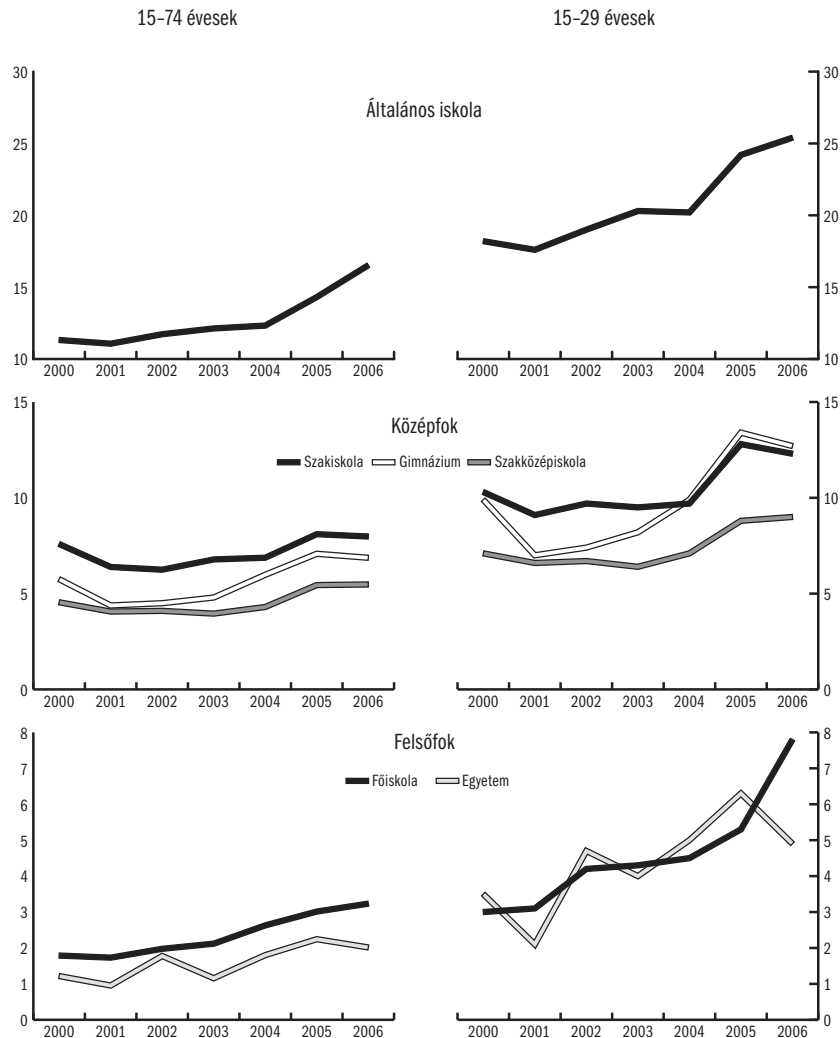 15–74 évesek 15–29 évesek
Általános iskola
30 30
25 25
20 20
15 15
10 10
2000 2001 2002 2003 2004 2005 2006 2000 2001 2002 2003 2004 2005 2006
Középfok
Szakiskola Gimnázium Szakközépiskola
15 15
10 10
5 5
0 0
2000 2001 2002 2003 2004 2005 2006 2000 2001 2002 2003 2004 2005 2006
Felsőfok
Főiskola Egyetem
8 8
7 7
6 6
5 5
4 4
3 3
2 2
1 1
0 0
2000 2001 2002 2003 2004 2005 2006 2000 2001 2002 2003 2004 2005 2006